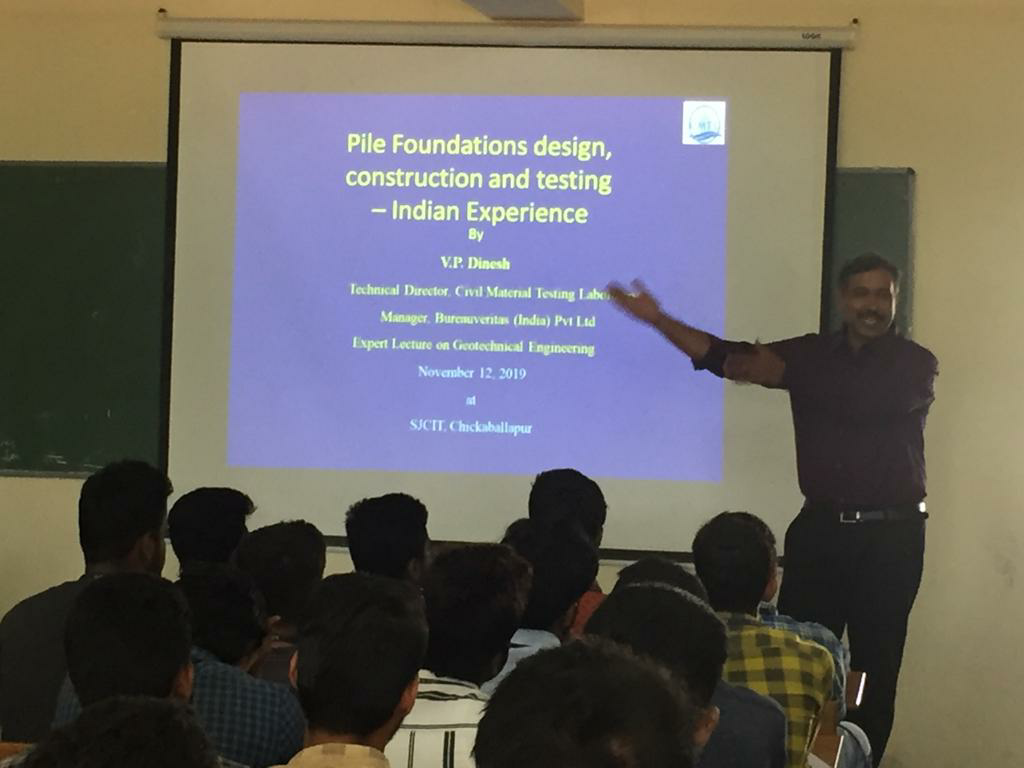 LOGIC
Pile Foundations design,
construction and testing
– Indian Experience
By
V.P. Dinesh
Technical Director, Civil Material Testing
Manager, Bureauveritas (India) Pvt Ltd
Expert Lecture on Geotechnical Engineering
November 12, 2019
at
SJCIT, Chickaballapur